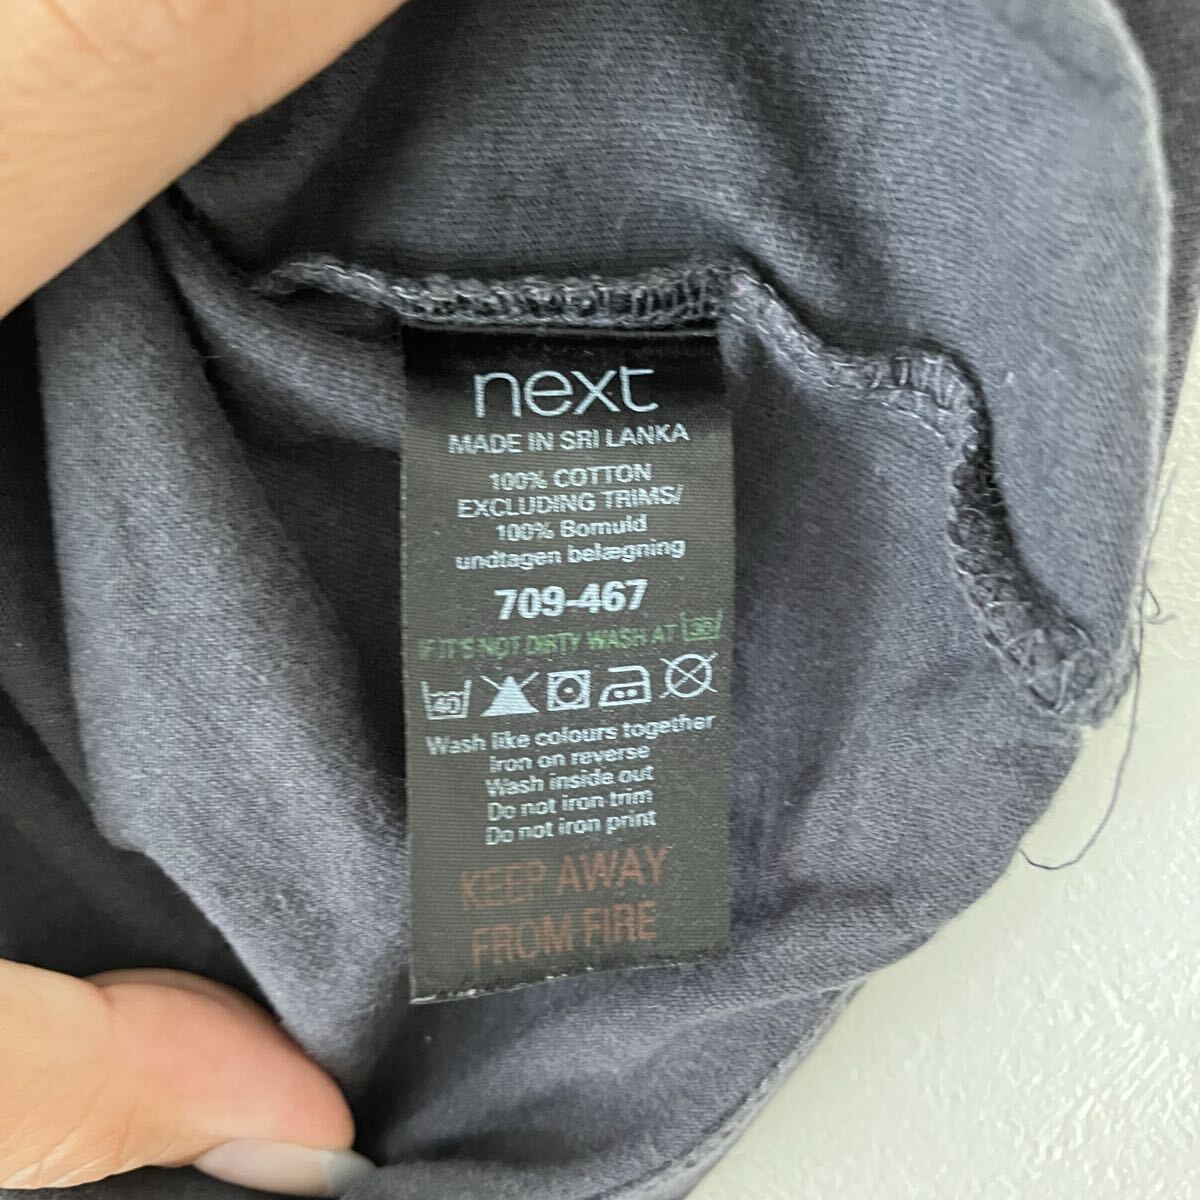 next
MADE IN SRI LANKA
100% COTTON
EXCLUDING TRIMS/
100% Bomuld
undtagen belægning
709-467
IF IT'S NOT DIRTY WASH AT 30
40
Wash like colours together
Iron on reverse
Wash inside out
Do not iron trim
Do not iron print
KEEP AWAY
FROM FIRE